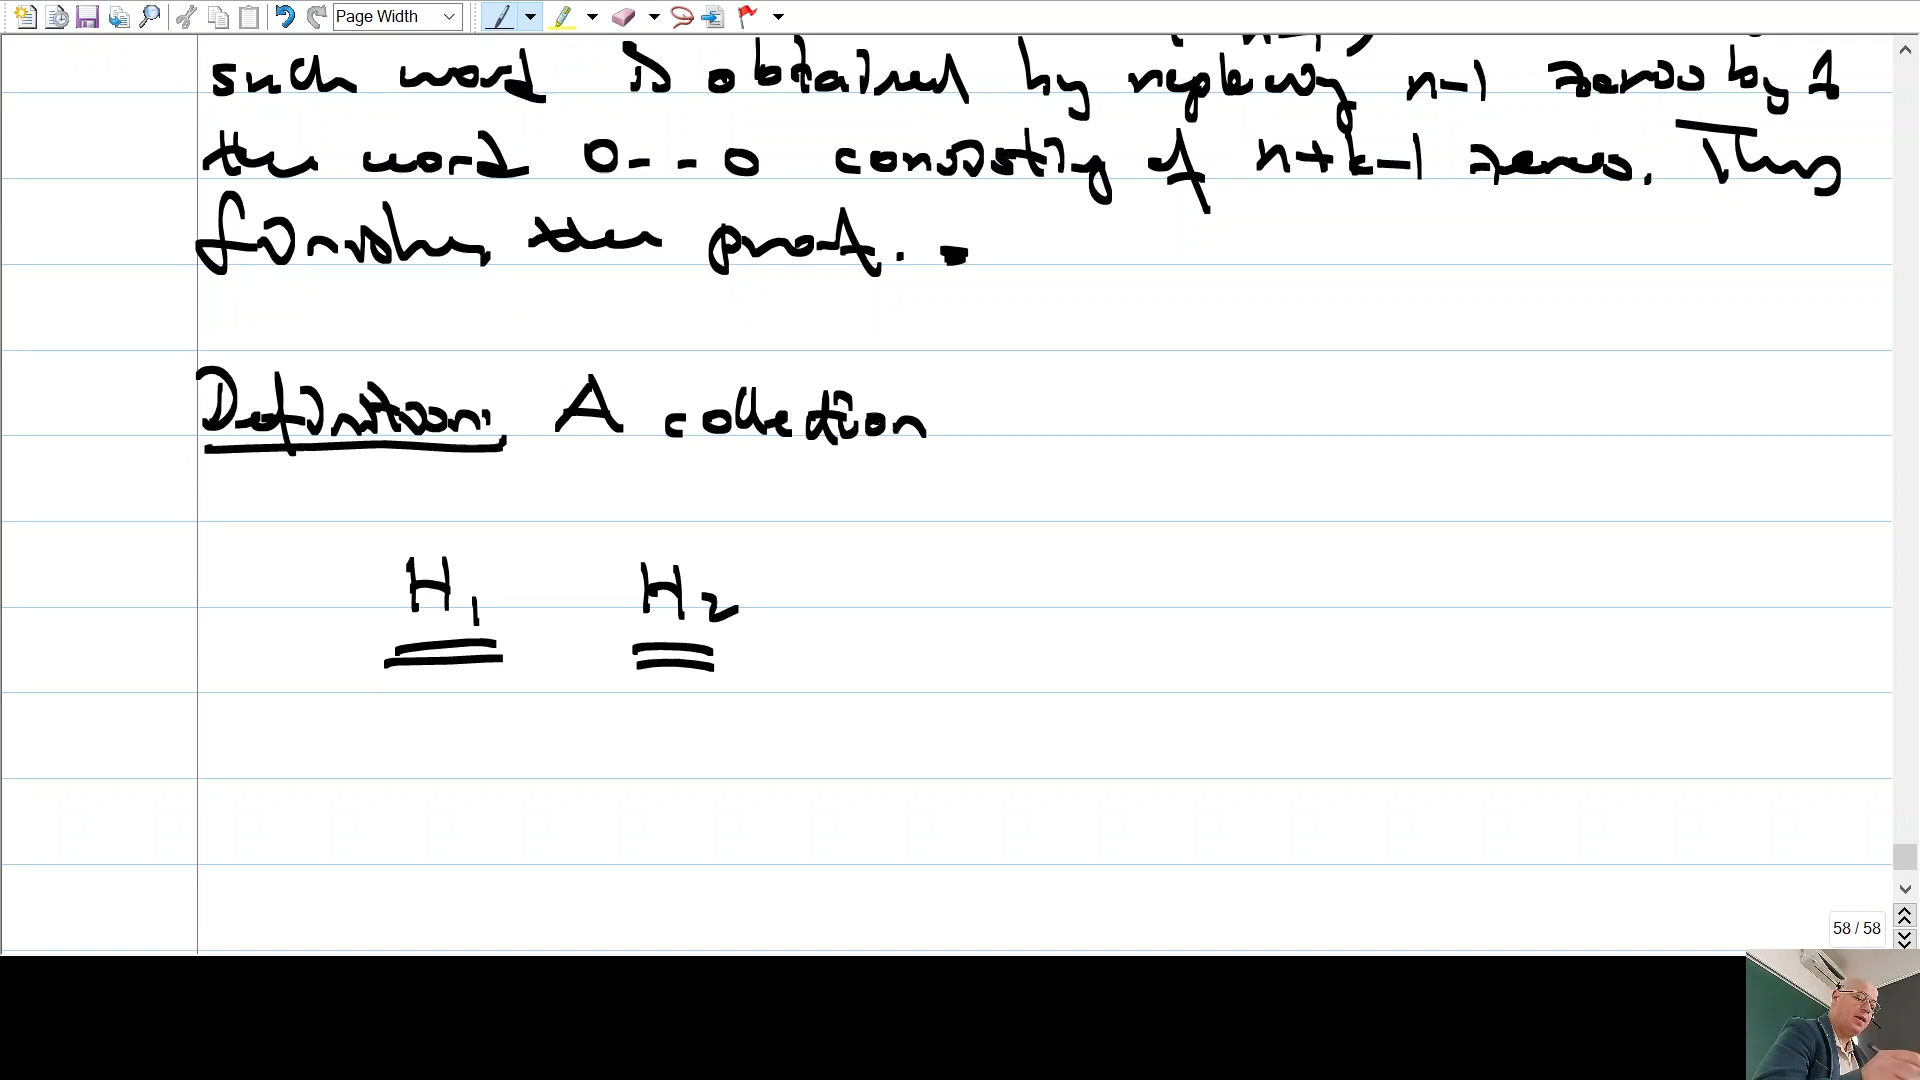 Page Width
such word is obtained by replacing n-1 zeros by 1
the word 0--0 consisting of n+k-1 zeros. This
finishes the proof.
Definition: A collection
H1 H2
58 / 58